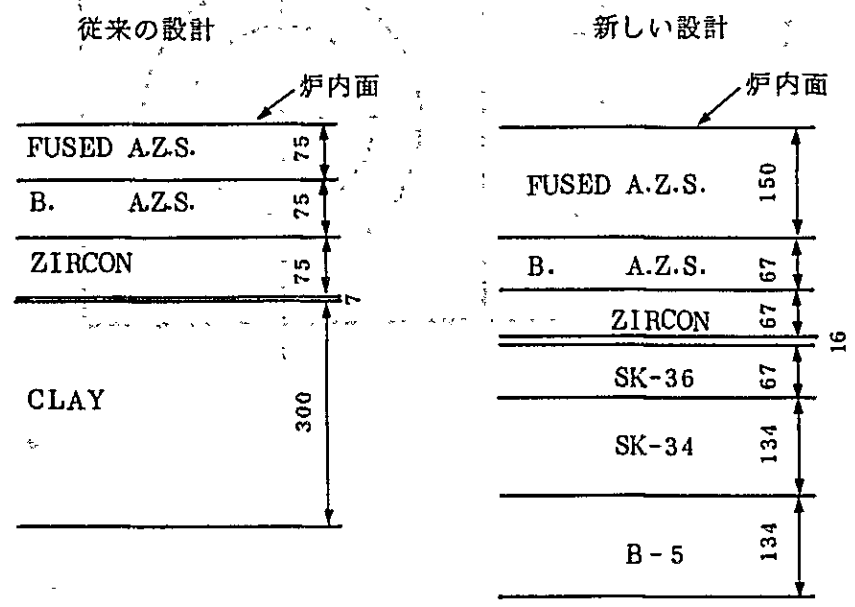 従来の設計
炉内面
FUSED A.Z.S. 75
B. A.Z.S. 75
ZIRCON 75
7
CLAY 300
新しい設計
炉内面
FUSED A.Z.S. 150
B. A.Z.S. 67
ZIRCON 67
16
SK-36 67
SK-34 134
B-5 134